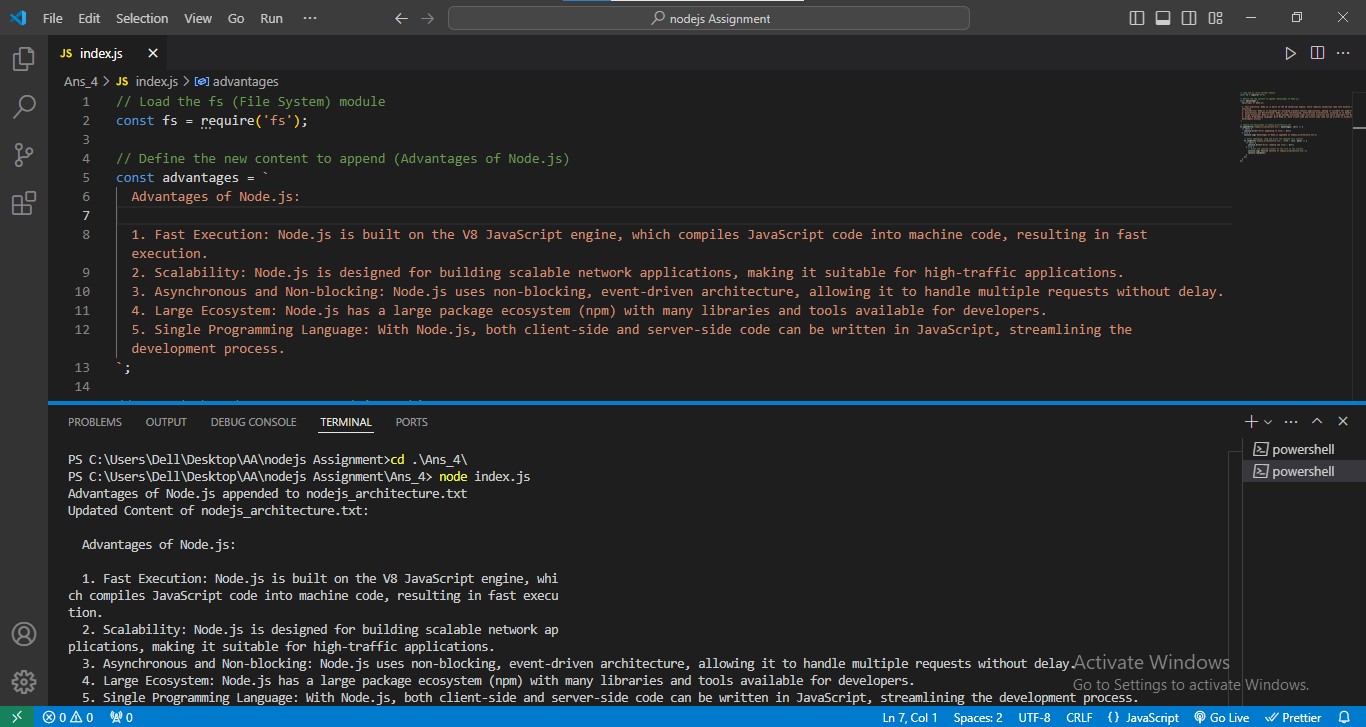 File Edit Selection View Go Run ··· nodejs Assignment
JS index.js
Ans_4 > JS index.js > advantages
1 // Load the fs (File System) module
2 const fs = require('fs');
3
4 // Define the new content to append (Advantages of Node.js)
5 const advantages = `
6 Advantages of Node.js:
7
8 1. Fast Execution: Node.js is built on the V8 JavaScript engine, which compiles JavaScript code into machine code, resulting in fast
execution.
9 2. Scalability: Node.js is designed for building scalable network applications, making it suitable for high-traffic applications.
10 3. Asynchronous and Non-blocking: Node.js uses non-blocking, event-driven architecture, allowing it to handle multiple requests without delay.
11 4. Large Ecosystem: Node.js has a large package ecosystem (npm) with many libraries and tools available for developers.
12 5. Single Programming Language: With Node.js, both client-side and server-side code can be written in JavaScript, streamlining the
development process.
13 `;
14
PROBLEMS OUTPUT DEBUG CONSOLE TERMINAL PORTS
powershell
powershell
PS C:\Users\Dell\Desktop\AA\nodejs Assignment>cd .\Ans_4\
PS C:\Users\Dell\Desktop\AA\nodejs Assignment\Ans_4> node index.js
Advantages of Node.js appended to nodejs_architecture.txt
Updated Content of nodejs_architecture.txt:
Advantages of Node.js:
1. Fast Execution: Node.js is built on the V8 JavaScript engine, whi
ch compiles JavaScript code into machine code, resulting in fast execu
tion.
2. Scalability: Node.js is designed for building scalable network ap
plications, making it suitable for high-traffic applications.
3. Asynchronous and Non-blocking: Node.js uses non-blocking, event-driven architecture, allowing it to handle multiple requests without delay.
4. Large Ecosystem: Node.js has a large package ecosystem (npm) with many libraries and tools available for developers.
5. Single Programming Language: With Node.js, both client-side and server-side code can be written in JavaScript, streamlining the development process.
Activate Windows
Go to Settings to activate Windows.
0 0 0 Ln 7, Col 1 Spaces: 2 UTF-8 CRLF {} JavaScript Go Live Prettier